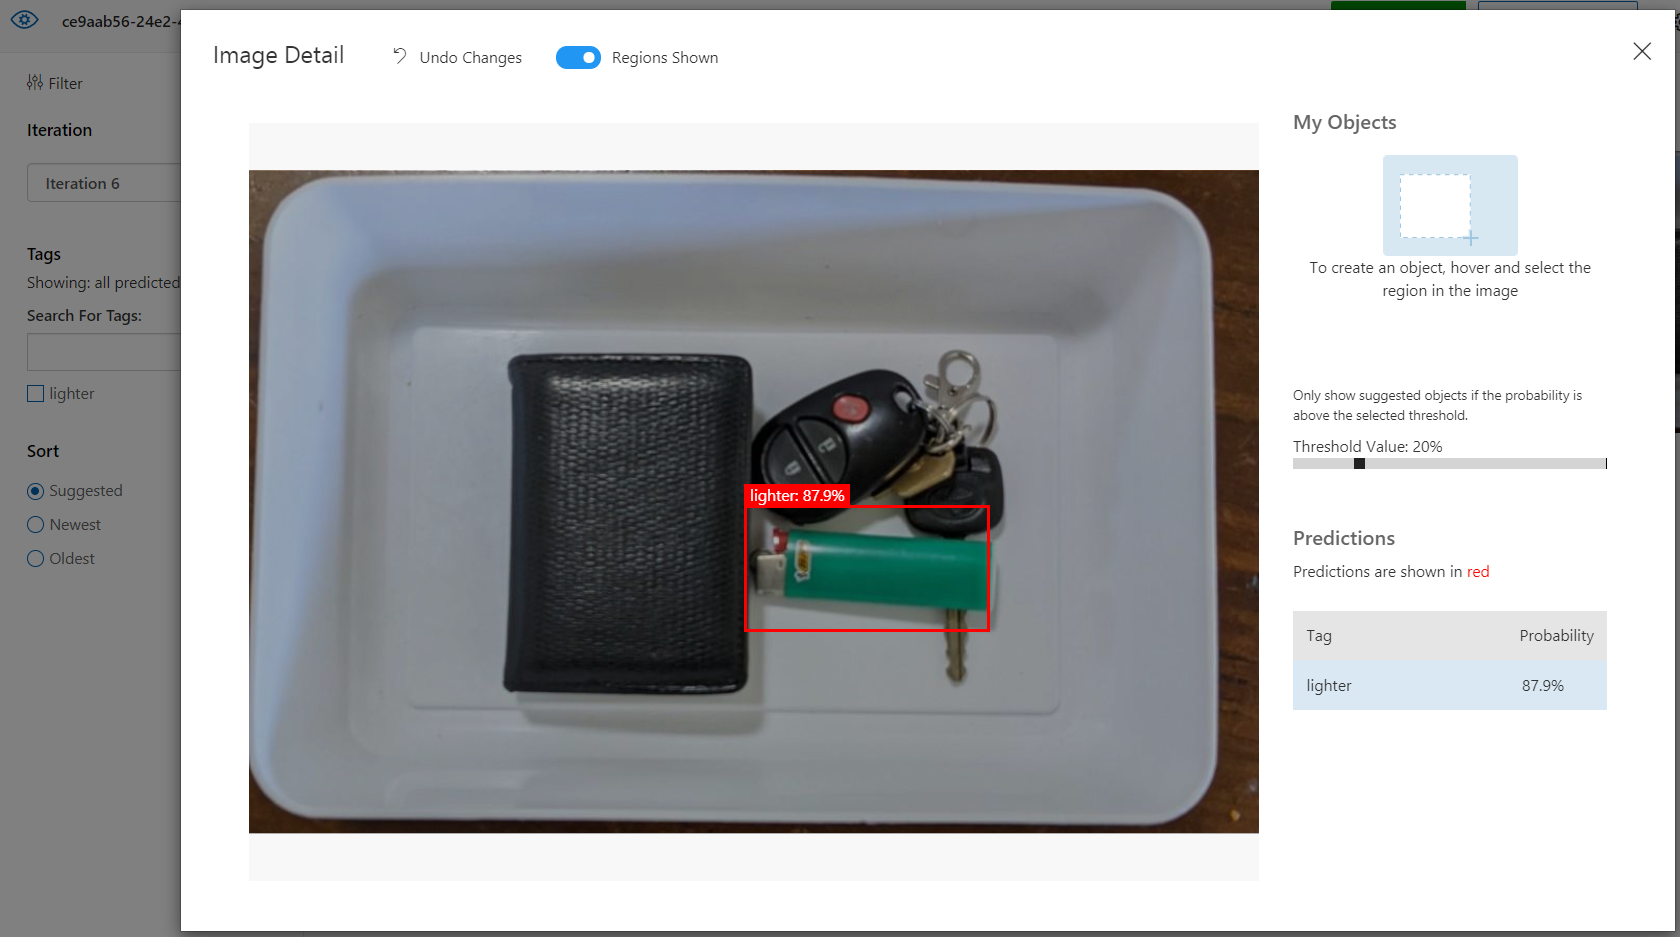 ce9aab56-24e2-4
Image Detail
Undo Changes
Regions Shown
Filter
Iteration
Iteration 6
Tags
Showing: all predicted
Search For Tags:
lighter
Sort
Suggested
Newest
Oldest
lighter: 87.9%
My Objects
To create an object, hover and select the
region in the image
Only show suggested objects if the probability is
above the selected threshold.
Threshold Value: 20%
Predictions
Predictions are shown in red
Tag Probability
lighter 87.9%